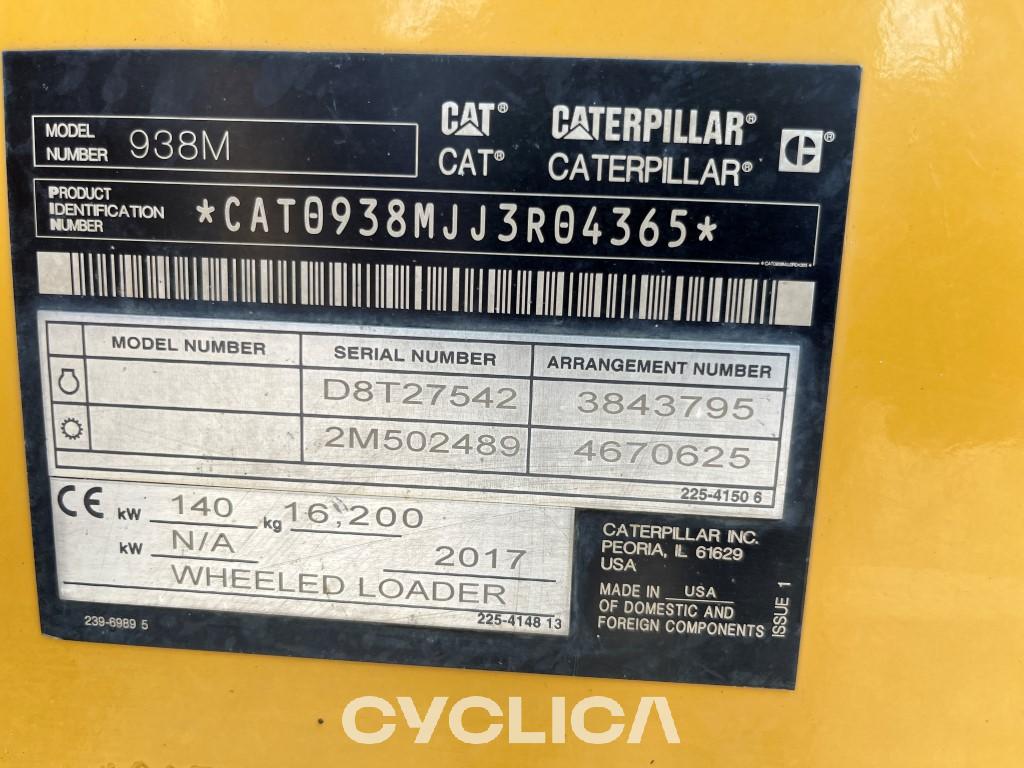 CAT® CATERPILLAR®
MODEL NUMBER 938M
CAT® CATERPILLAR®
PRODUCT IDENTIFICATION NUMBER *CAT0938MJJ3R04365*
*CAT0938MJJ3R04365*
MODEL NUMBER SERIAL NUMBER ARRANGEMENT NUMBER
D8T27542 3843795
2M502489 4670625
225-4150 6
CE kW 140 kg 16,200
kW N/A 2017
WHEELED LOADER
225-4148 13
239-6989 5
CATERPILLAR INC.
PEORIA, IL 61629
USA
MADE IN USA
OF DOMESTIC AND
FOREIGN COMPONENTS
ISSUE 1
CYCLICA